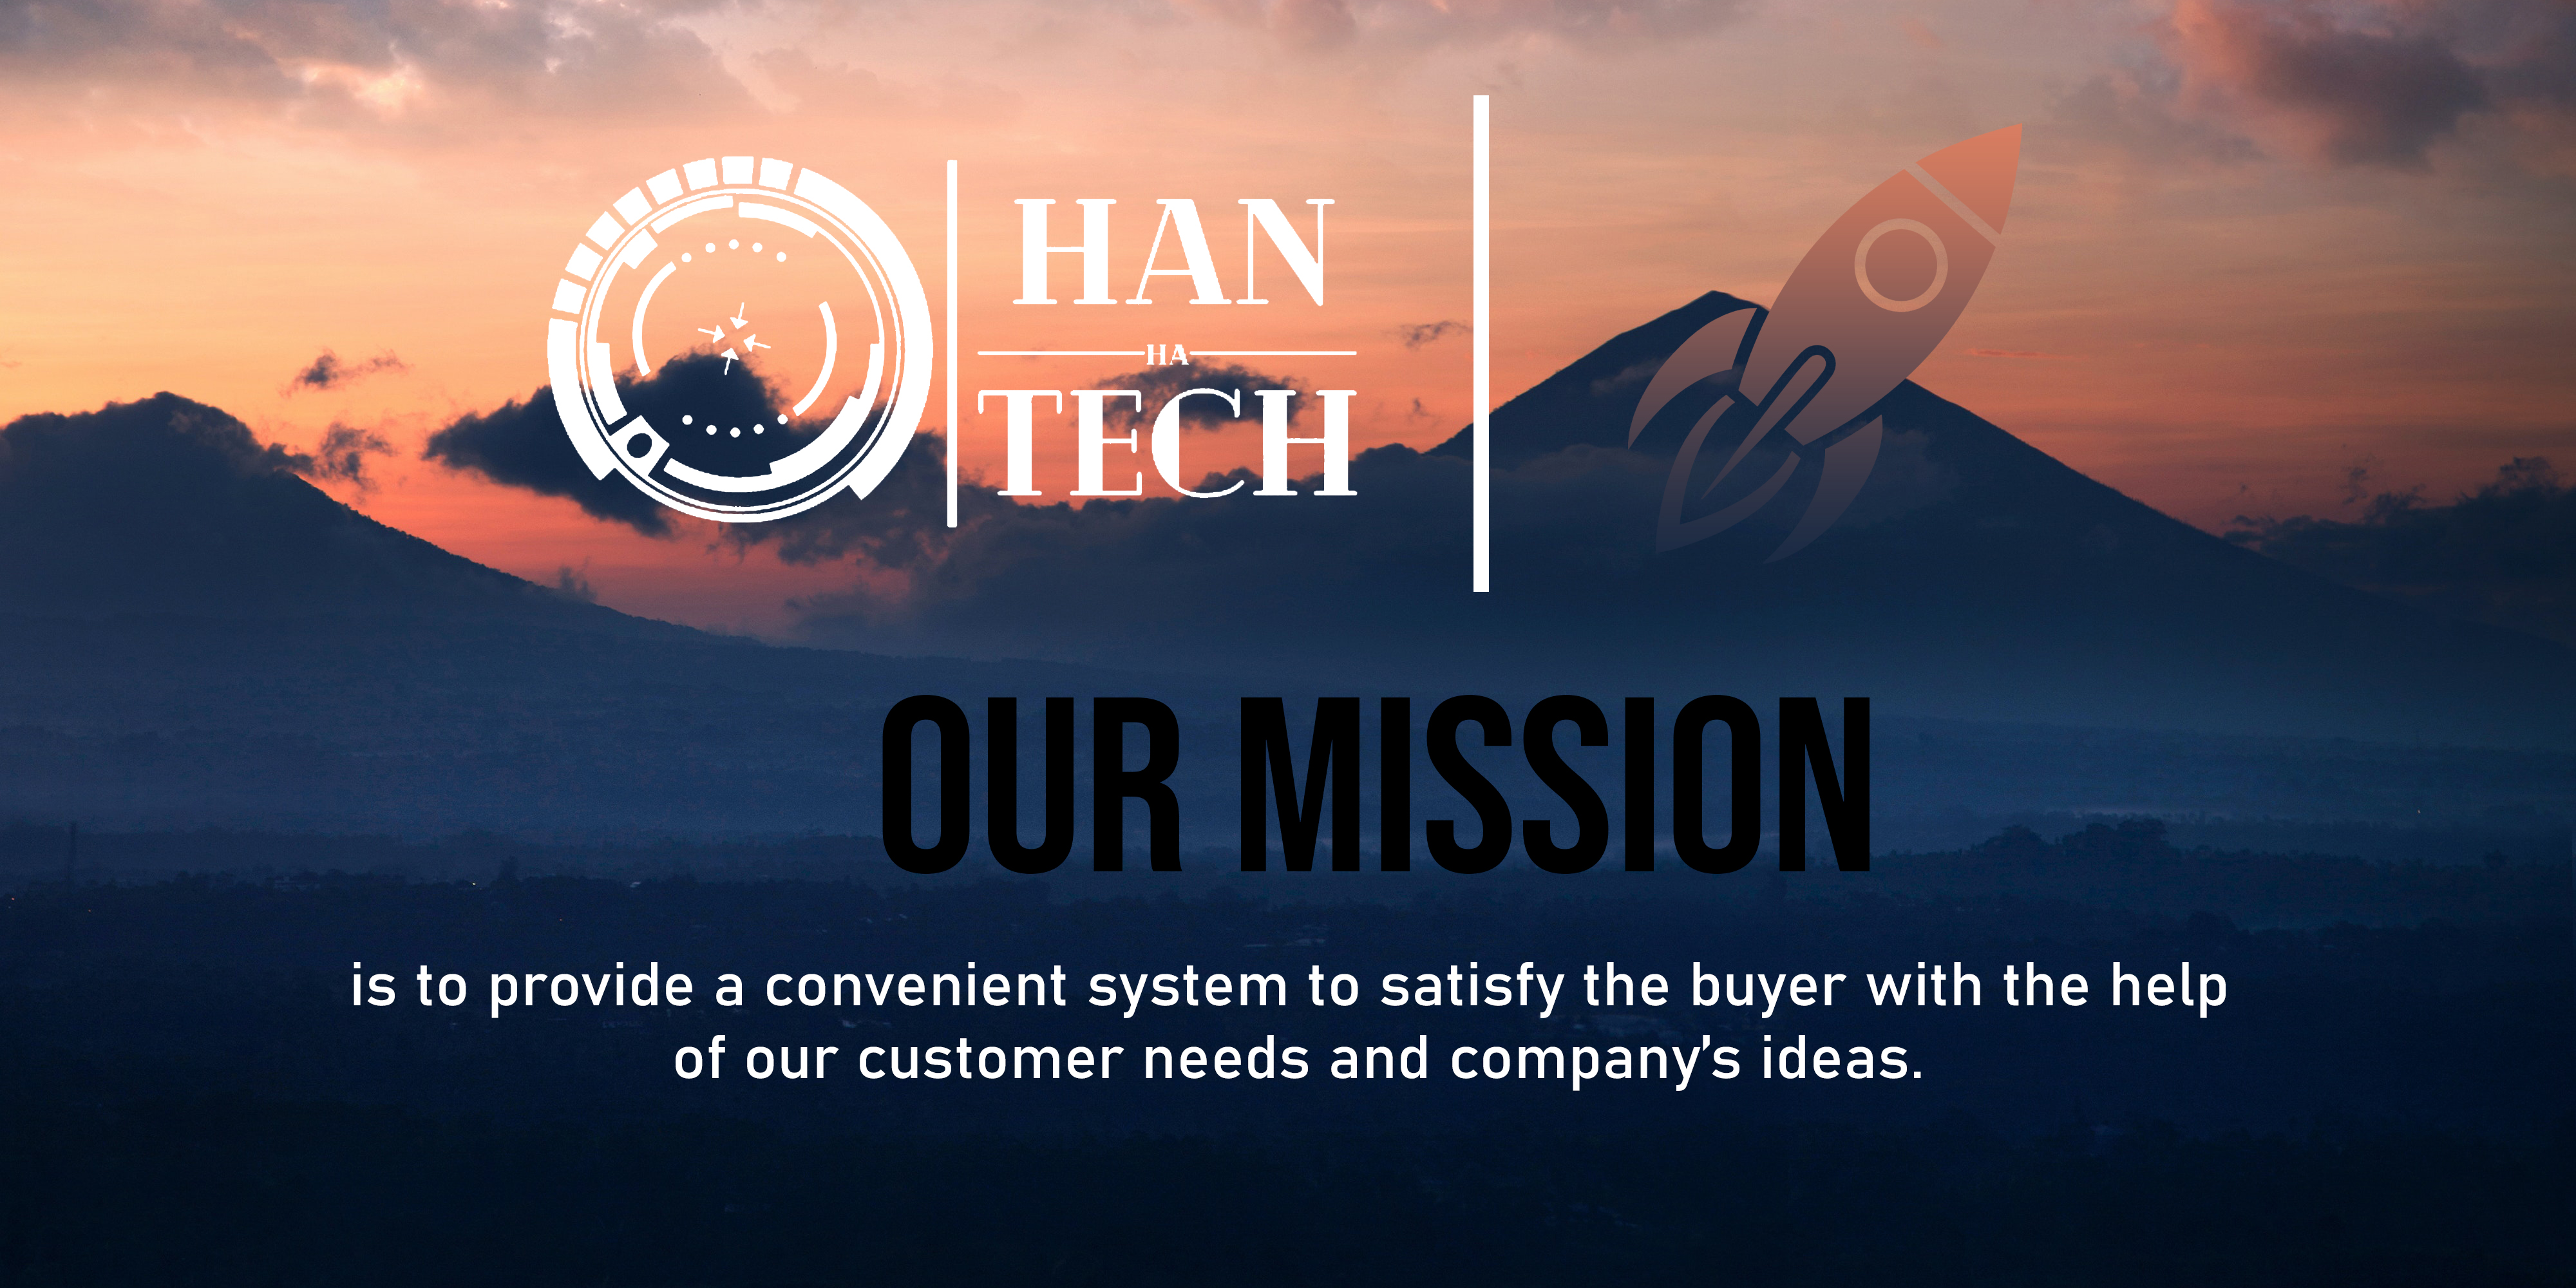 HAN
HA
TECH
OUR MISSION
is to provide a convenient system to satisfy the buyer with the help
of our customer needs and company's ideas.